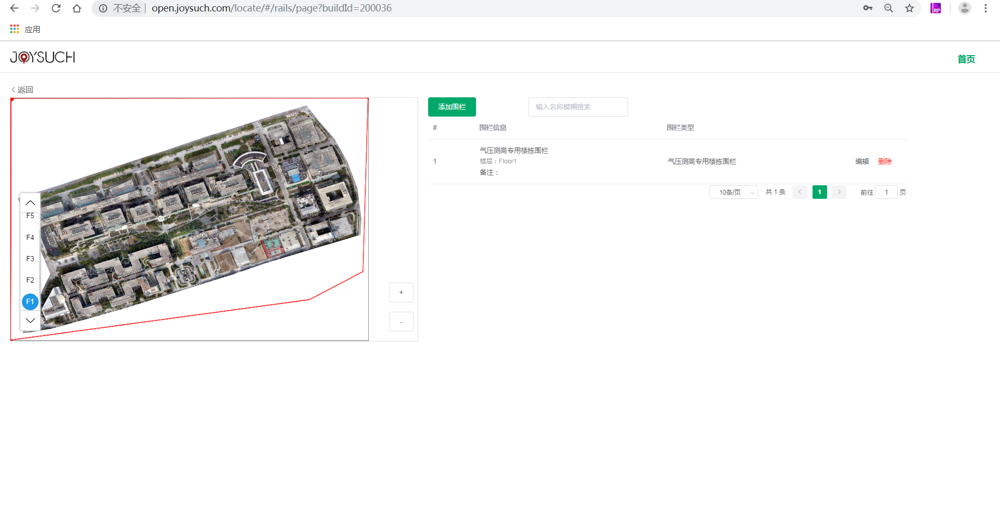 不安全 | open.joysuch.com/locate/#/rails/page?buildId=200036
RP
应用
JOYSUCH
首页
返回
添加围栏
输入名称模糊搜索
# 围栏信息 围栏类型
气压测高专用楼栋围栏
1 楼层：Floor1 气压测高专用楼栋围栏 编辑 删除
备注：
10条/页 共 1 条 1 前往 1 页
F5
F4
F3
F2
F1
+
-